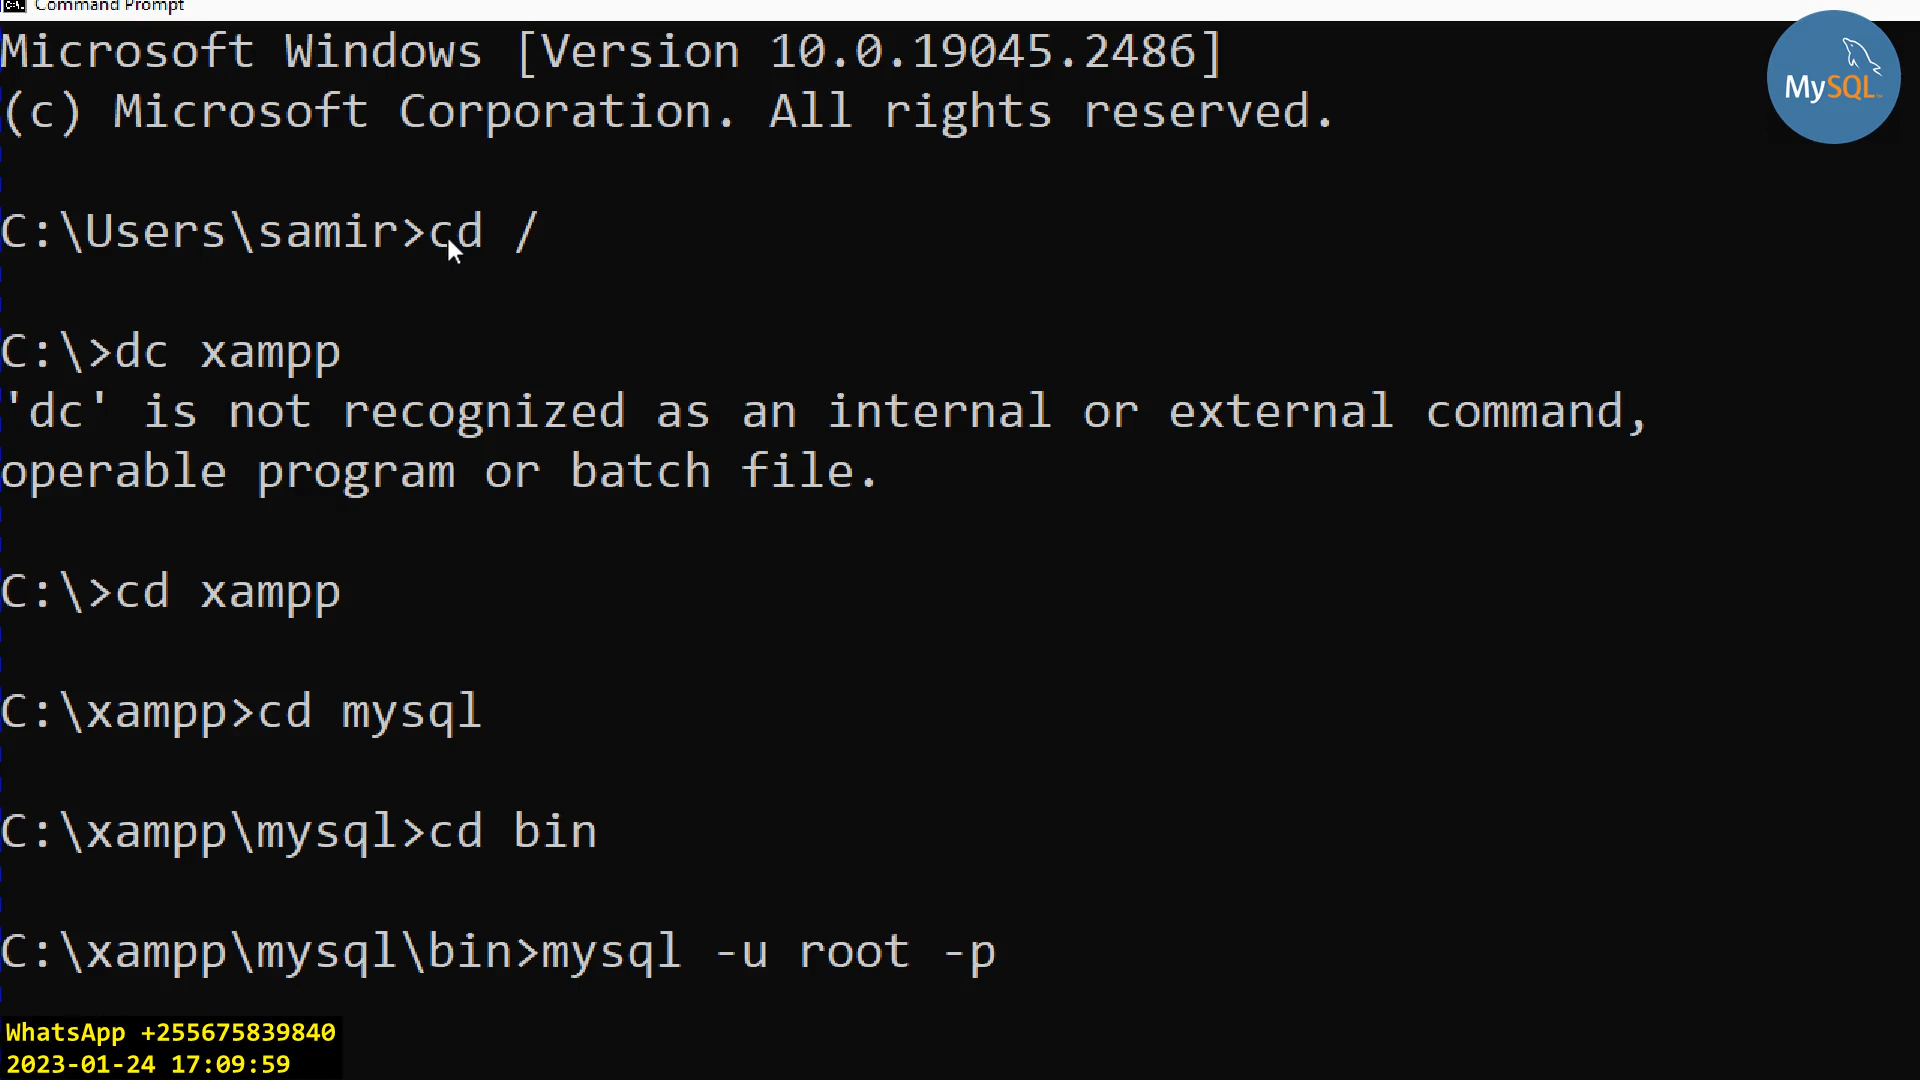 Command Prompt
Microsoft Windows [Version 10.0.19045.2486]
(c) Microsoft Corporation. All rights reserved.
C:\Users\samir>cd /
C:\>dc xampp
'dc' is not recognized as an internal or external command,
operable program or batch file.
C:\>cd xampp
C:\xampp>cd mysql
C:\xampp\mysql>cd bin
C:\xampp\mysql\bin>mysql -u root -p
MySQL
WhatsApp +255675839840
2023-01-24 17:09:59